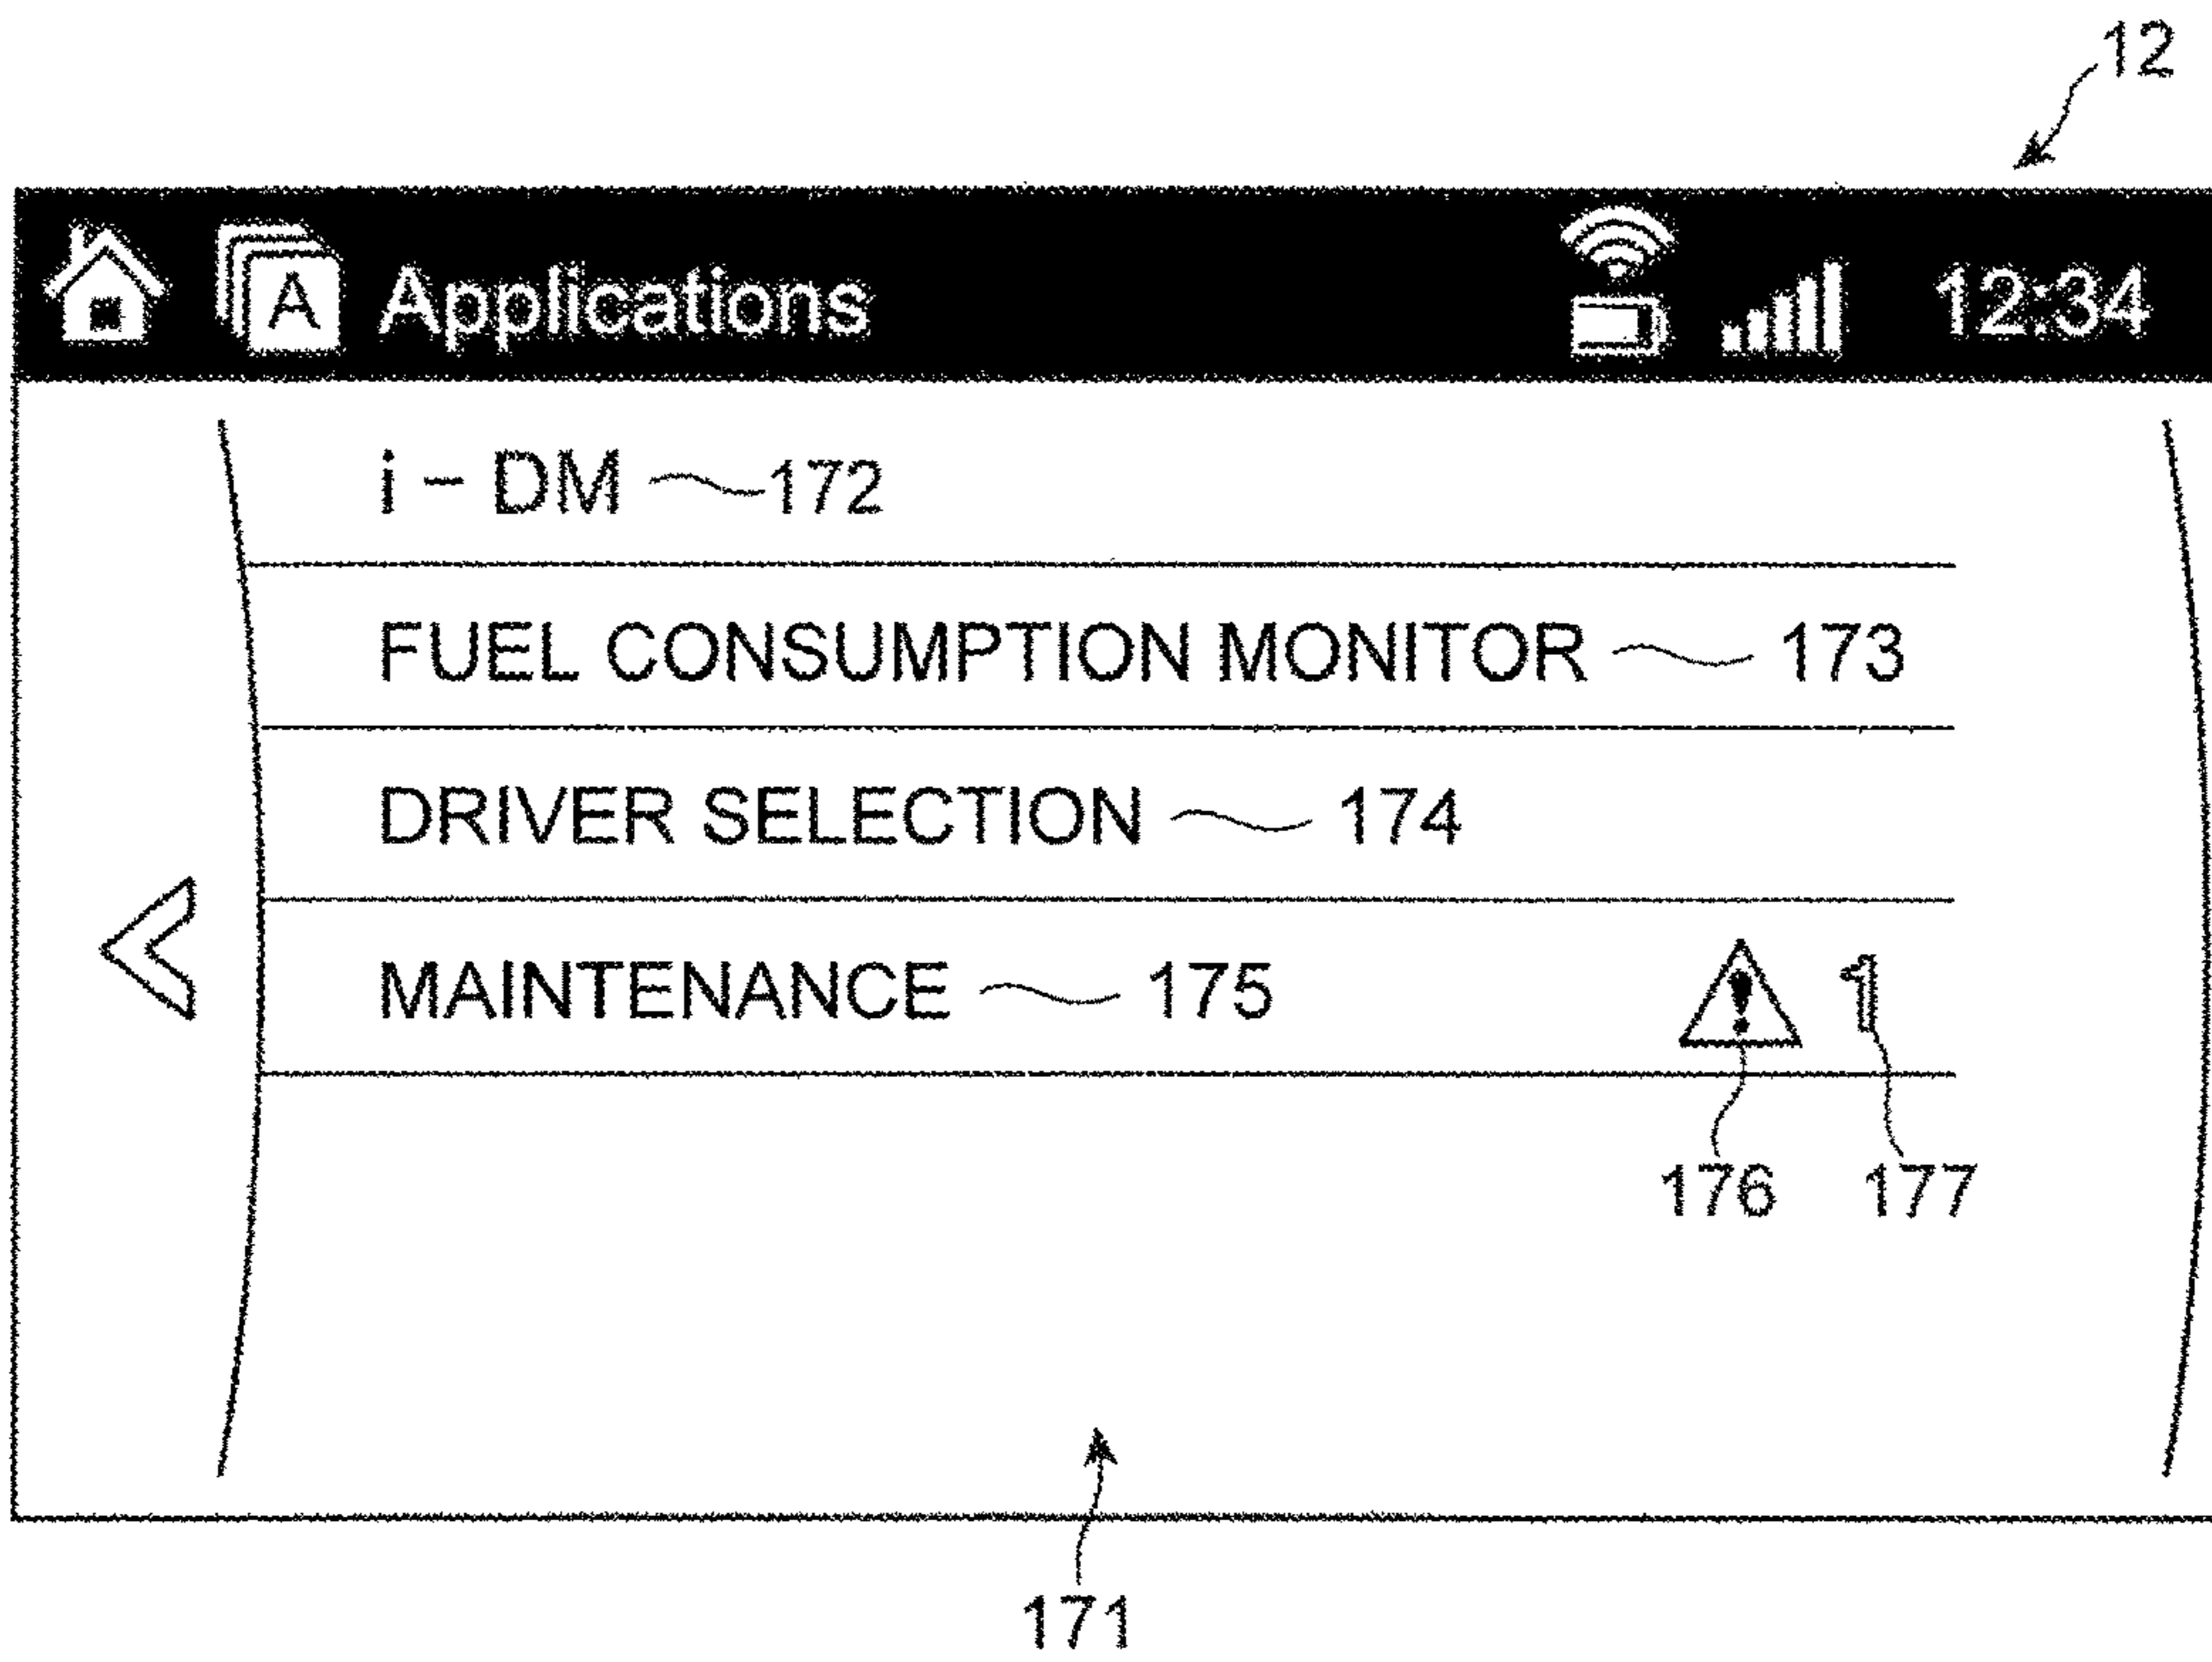 12
A Applications 12:34
i - DM 172
FUEL CONSUMPTION MONITOR 173
DRIVER SELECTION 174
MAINTENANCE 175 ! 1
176 177
171